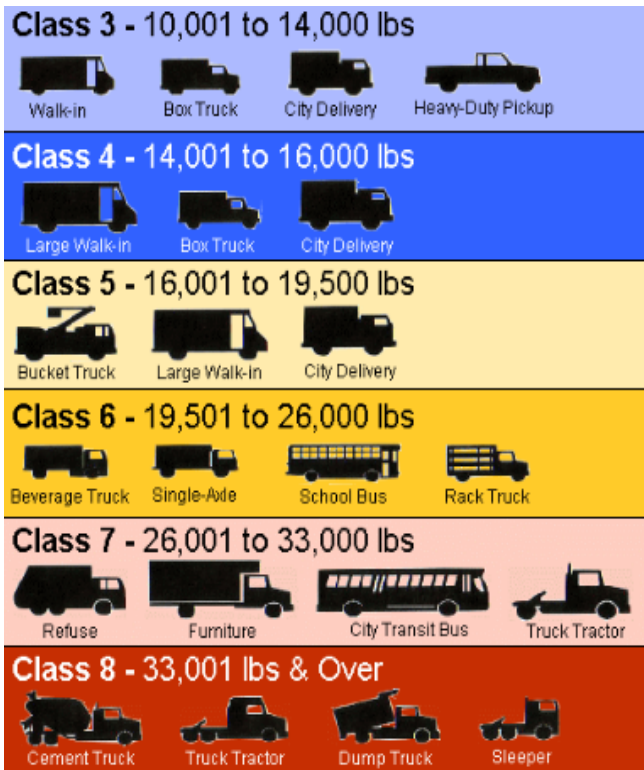 Class 3 - 10,001 to 14,000 lbs
Walk-in Box Truck City Delivery Heavy-Duty Pickup
Class 4 - 14,001 to 16,000 lbs
Large Walk-in Box Truck City Delivery
Class 5 - 16,001 to 19,500 lbs
Bucket Truck Large Walk-in City Delivery
Class 6 - 19,501 to 26,000 lbs
Beverage Truck Single-Axle School Bus Rack Truck
Class 7 - 26,001 to 33,000 lbs
Refuse Furniture City Transit Bus Truck Tractor
Class 8 - 33,001 lbs & Over
Cement Truck Truck Tractor Dump Truck Sleeper